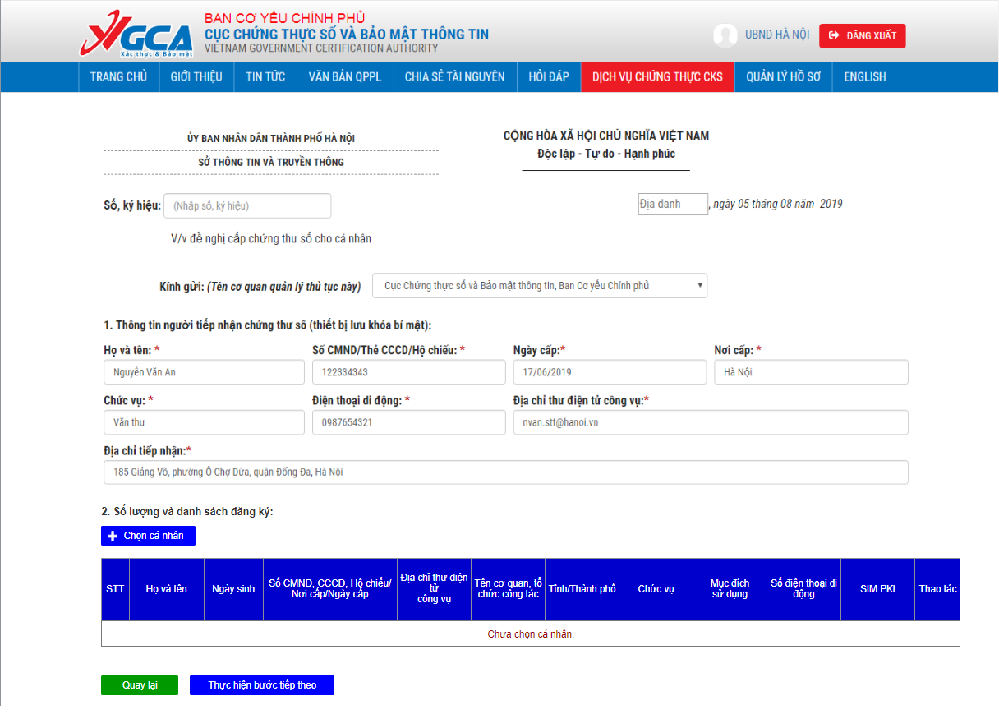 VGCA
Xác thực & Bảo mật
BAN CƠ YẾU CHÍNH PHỦ
CỤC CHỨNG THỰC SỐ VÀ BẢO MẬT THÔNG TIN
VIETNAM GOVERNMENT CERTIFICATION AUTHORITY
UBND HÀ NỘI
ĐĂNG XUẤT
TRANG CHỦ GIỚI THIỆU TIN TỨC VĂN BẢN QPPL CHIA SẺ TÀI NGUYÊN HỎI ĐÁP DỊCH VỤ CHỨNG THỰC CKS QUẢN LÝ HỒ SƠ ENGLISH
ỦY BAN NHÂN DÂN THÀNH PHỐ HÀ NỘI
SỞ THÔNG TIN VÀ TRUYỀN THÔNG
CỘNG HÒA XÃ HỘI CHỦ NGHĨA VIỆT NAM
Độc lập - Tự do - Hạnh phúc
Số, ký hiệu: (Nhập số, ký hiệu)
Địa danh , ngày 05 tháng 08 năm 2019
V/v đề nghị cấp chứng thư số cho cá nhân
Kính gửi: (Tên cơ quan quản lý thủ tục này) Cục Chứng thực số và Bảo mật thông tin, Ban Cơ yếu Chính phủ
1. Thông tin người tiếp nhận chứng thư số (thiết bị lưu khóa bí mật):
Họ và tên: * Số CMND/Thẻ CCCD/Hộ chiếu: * Ngày cấp:* Nơi cấp: *
Nguyễn Văn An 122334343 17/06/2019 Hà Nội
Chức vụ: * Điện thoại di động: * Địa chỉ thư điện tử công vụ:*
Văn thư 0987654321 nvan.stt@hanoi.vn
Địa chỉ tiếp nhận:*
185 Giảng Võ, phường Ô Chợ Dừa, quận Đống Đa, Hà Nội
2. Số lượng và danh sách đăng ký:
Chọn cá nhân
STT
Họ và tên
Ngày sinh
Số CMND, CCCD, Hộ chiếu/
Nơi cấp/Ngày cấp
Địa chỉ thư điện
tử
công vụ
Tên cơ quan, tổ
chức công tác
Tỉnh/Thành phố
Chức vụ
Mục đích
sử dụng
Số điện thoại di
động
SIM PKI
Thao tác
Chưa chọn cá nhân.
Quay lại
Thực hiện bước tiếp theo